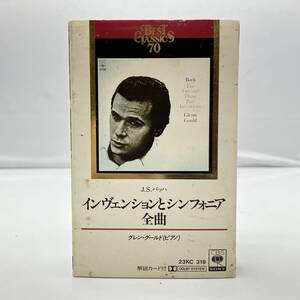 BEST
CLASSICS
70
Bach
The Two and
Three Part
Inventions
Glenn
Gould
J.S.バッハ
インヴェンションとシンフォニア
全曲
グレン・グールド(ピアノ)
23KC 319
解説カード付
DOLBY SYSTEM
CBS
SONY